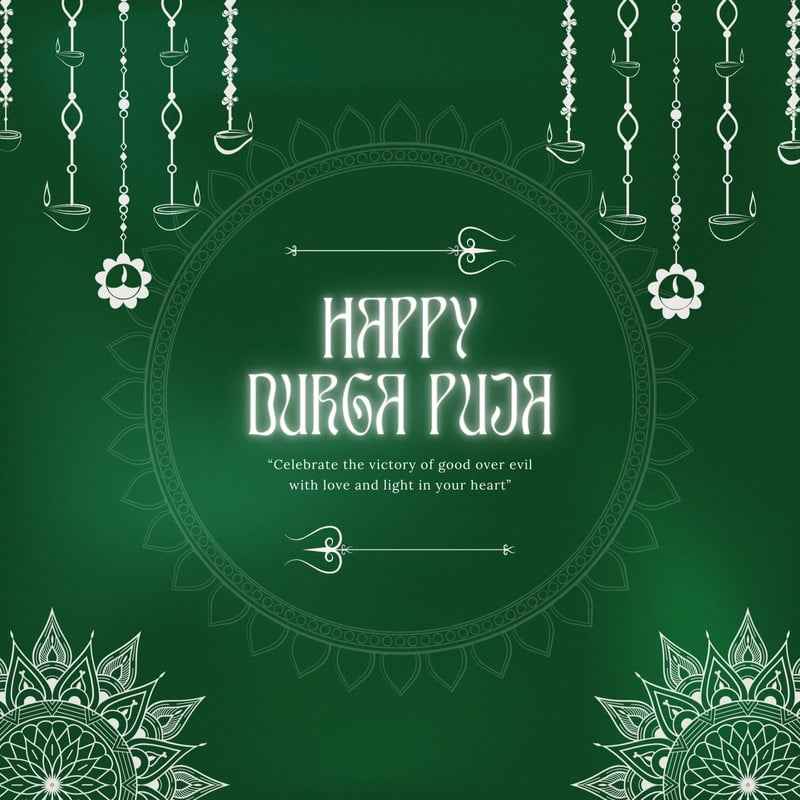 HAPPY
DURGA PUJA
“Celebrate the victory of good over evil
with love and light in your heart”